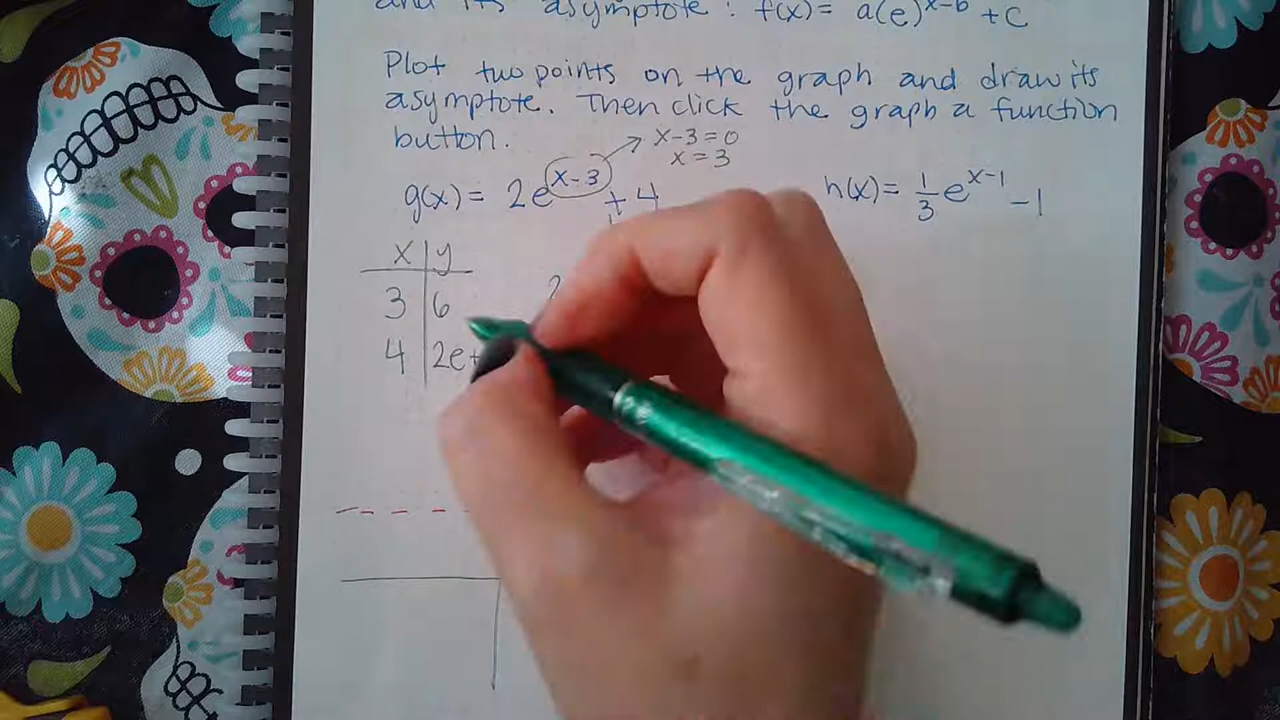 and its asymptote: f(x)= a(e)^x-b +C
Plot two points on the graph and draw its
asymptote. Then click the graph a function
button.
x-3=0
x=3
g(x)= 2e^x-3 + 4
h(x)= 1/3 e^x-1 -1
x y
3 6
4 2e+
2